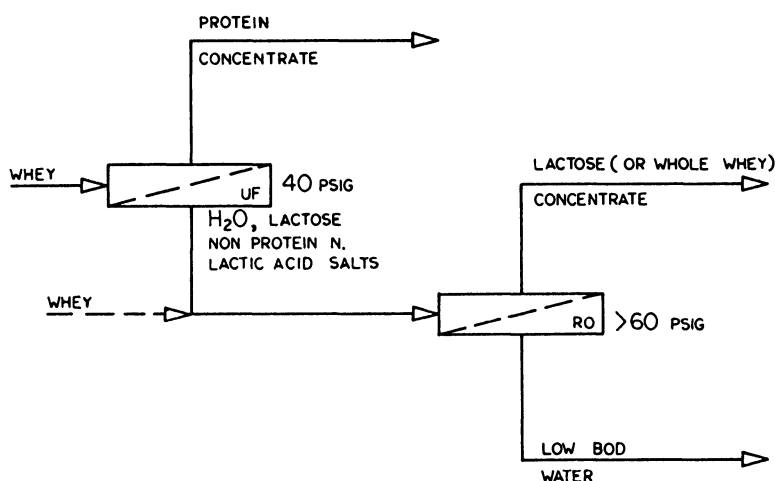 PROTEIN
CONCENTRATE
WHEY
UF
40 PSIG
H₂O, LACTOSE
NON PROTEIN N.
LACTIC ACID SALTS
LACTOSE ( OR WHOLE WHEY)
CONCENTRATE
WHEY
RO
>60 PSIG
LOW BOD
WATER